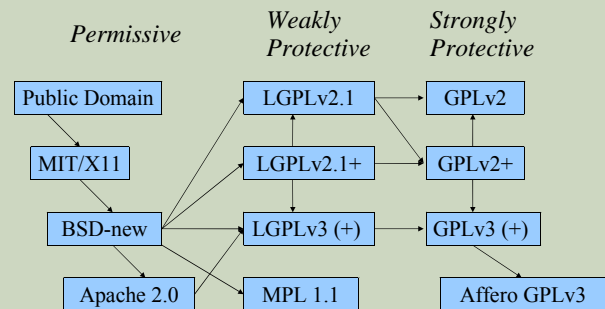 Permissive
Weakly
Protective
Strongly
Protective
Public Domain
LGPLv2.1
GPLv2
MIT/X11
LGPLv2.1+
GPLv2+
BSD-new
LGPLv3 (+)
GPLv3 (+)
Apache 2.0
MPL 1.1
Affero GPLv3